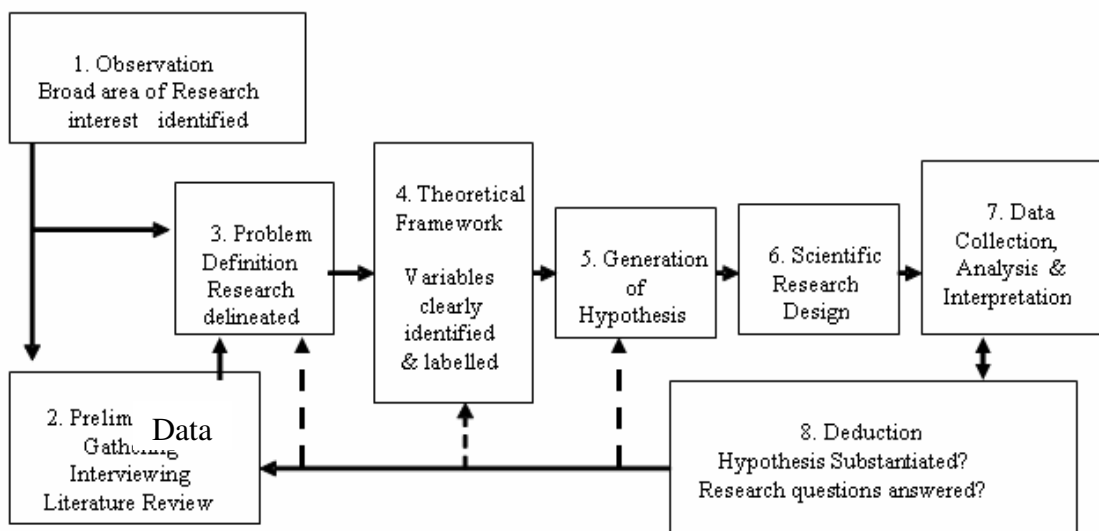 1. Observation
Broad area of Research
interest identified
2. Prelim
Data
Gathering
Interviewing
Literature Review
3. Problem
Definition
Research
delineated
4. Theoretical
Framework
Variables
clearly
identified
& labelled
5. Generation
of
Hypothesis
6. Scientific
Research
Design
7. Data
Collection,
Analysis &
Interpretation
8. Deduction
Hypothesis Substantiated?
Research questions answered?